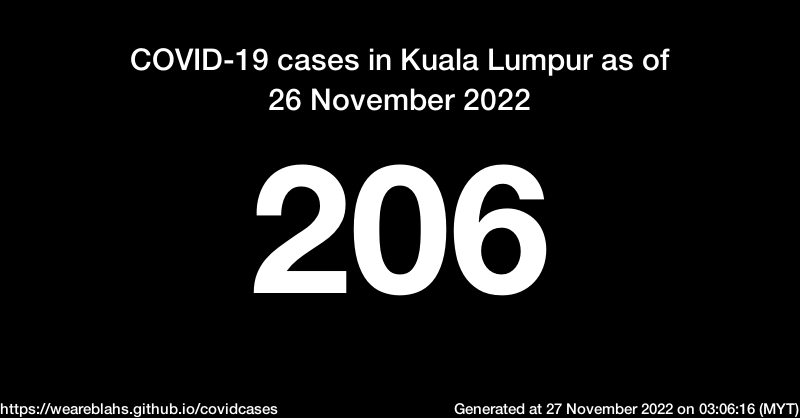 COVID-19 cases in Kuala Lumpur as of
26 November 2022
206
https://weareblahs.github.io/covidcases
Generated at 27 November 2022 on 03:06:16 (MYT)